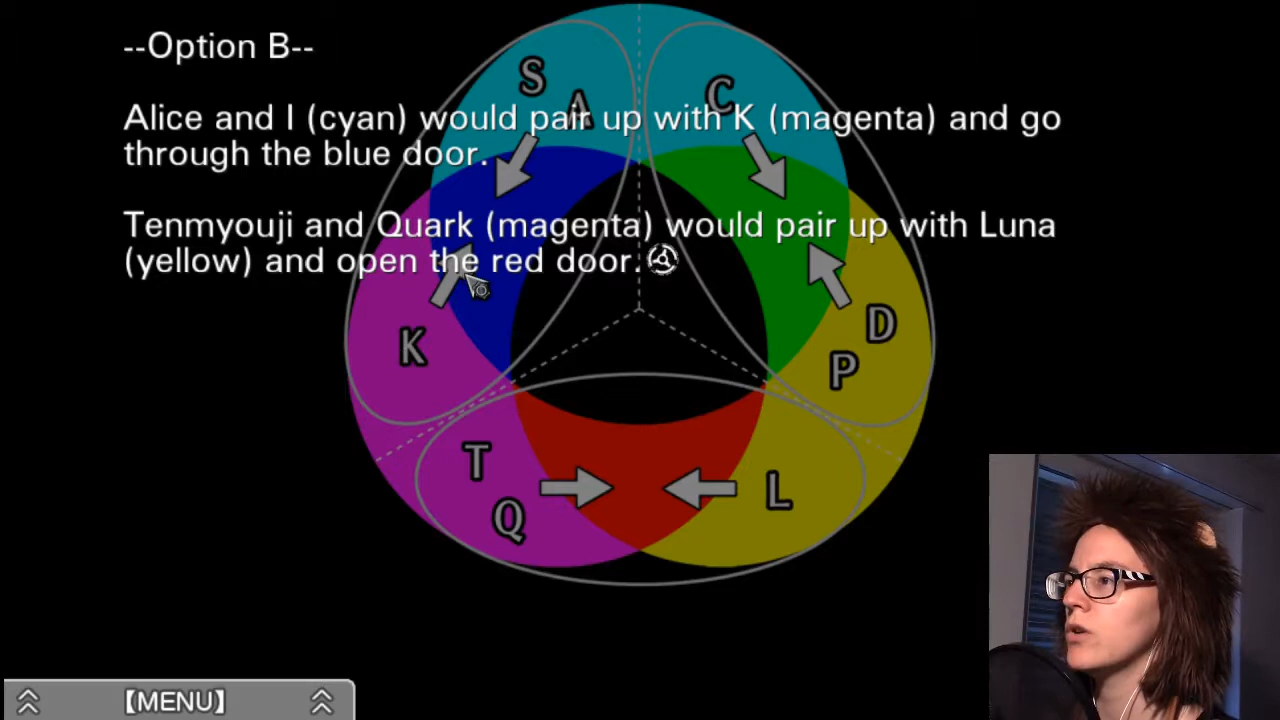 --Option B--
Alice and I (cyan) would pair up with K (magenta) and go
through the blue door.
Tenmyouji and Quark (magenta) would pair up with Luna
(yellow) and open the red door.
S
A
C
K
D
P
T
Q
L
【MENU】